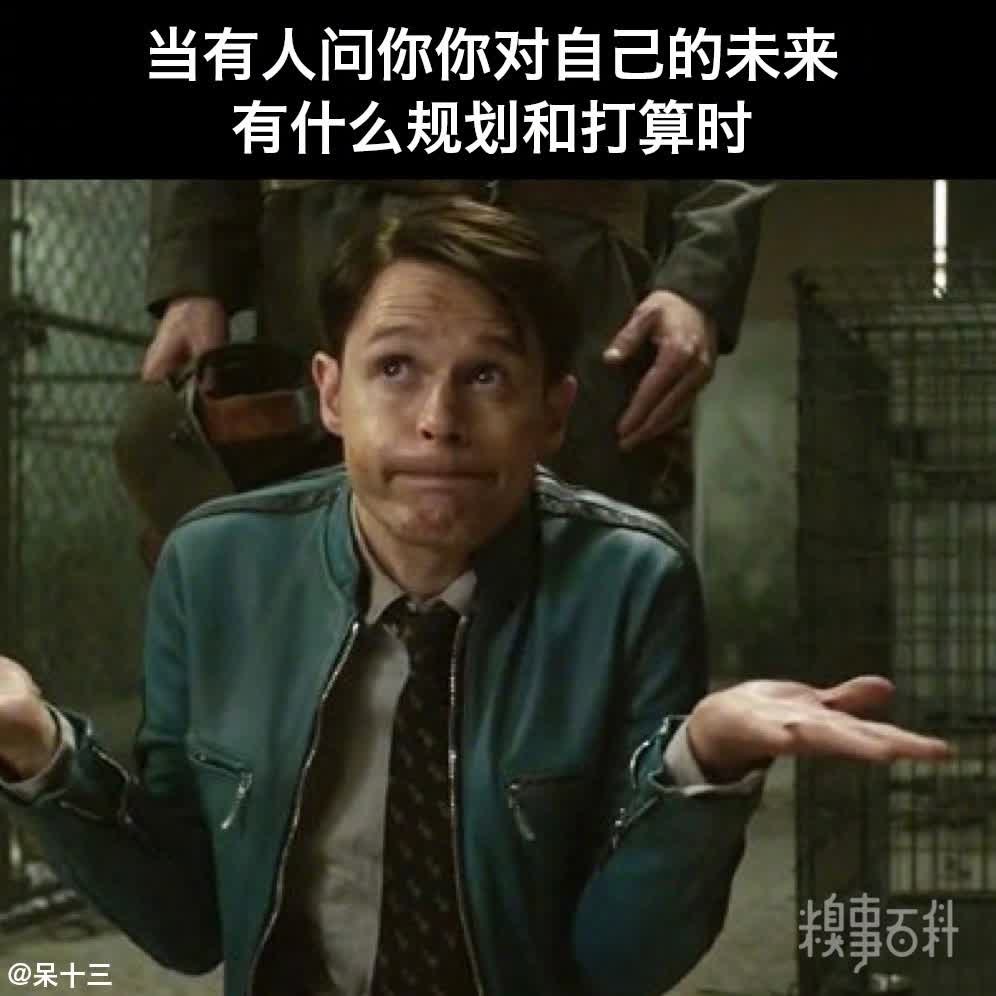 当有人问你你对自己的未来
有什么规划和打算时
糗事百科
@呆十三